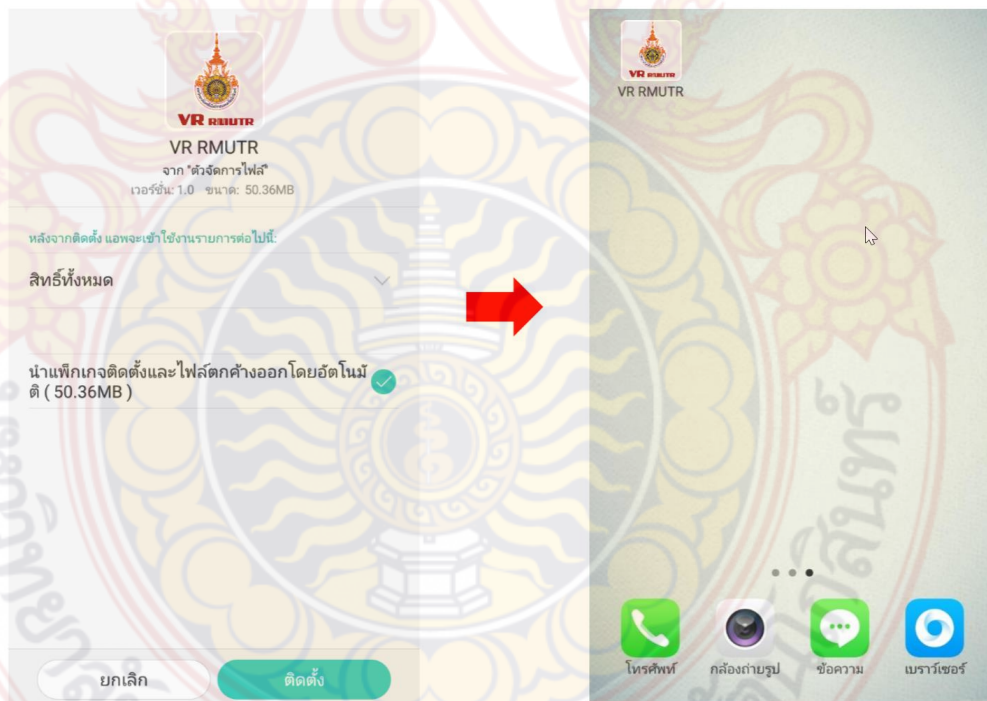 VR RMUTR
VR RMUTR
จาก "ตัวจัดการไฟล์"
เวอร์ชั่น: 1.0 ขนาด: 50.36MB
หลังจากติดตั้ง แอพจะเข้าใช้งานรายการต่อไปนี้:
สิทธิ์ทั้งหมด
นำแพ็กเกจติดตั้งและไฟล์ตกค้างออกโดยอัตโนมั
ติ ( 50.36MB )
ยกเลิก
ติดตั้ง
VR RMUTR
VR RMUTR
โทรศัพท์
กล้องถ่ายรูป
ข้อความ
เบราว์เซอร์